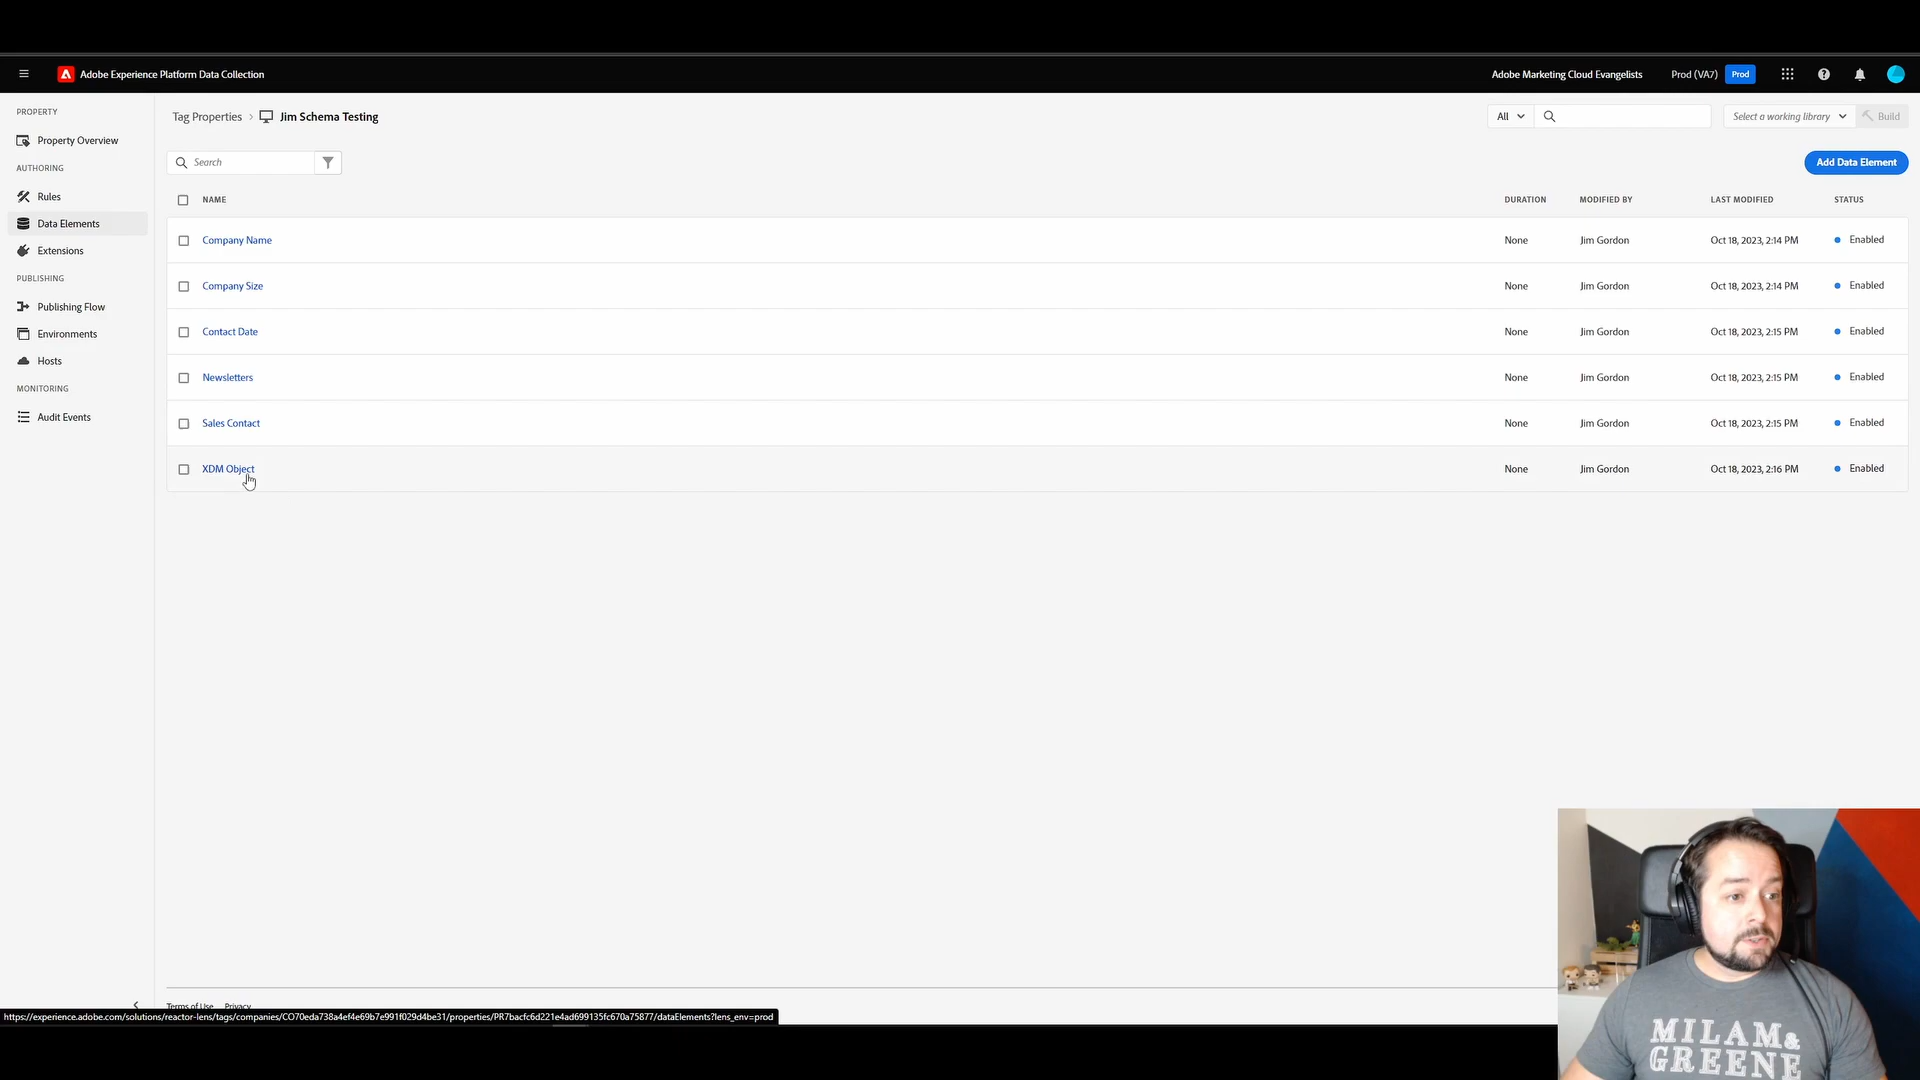 Adobe Experience Platform Data Collection
Adobe Marketing Cloud Evangelists
Prod (VA7)
Prod
PROPERTY
Property Overview
AUTHORING
Rules
Data Elements
Extensions
PUBLISHING
Publishing Flow
Environments
Hosts
MONITORING
Audit Events
Tag Properties > Jim Schema Testing
All
Select a working library
Build
Search
Add Data Element
NAME DURATION MODIFIED BY LAST MODIFIED STATUS
Company Name None Jim Gordon Oct 18, 2023, 2:14 PM Enabled
Company Size None Jim Gordon Oct 18, 2023, 2:14 PM Enabled
Contact Date None Jim Gordon Oct 18, 2023, 2:15 PM Enabled
Newsletters None Jim Gordon Oct 18, 2023, 2:15 PM Enabled
Sales Contact None Jim Gordon Oct 18, 2023, 2:15 PM Enabled
XDM Object None Jim Gordon Oct 18, 2023, 2:16 PM Enabled
Terms of Use Privacy
https://experience.adobe.com/solutions/reactor-lens/tags/companies/CO70eda738a4ef4e69b7e991f029d4be31/properties/PR7bacfc6d221e4ad699135fc670a75877/dataElements?lens_env=prod
MILAM &
GREENE